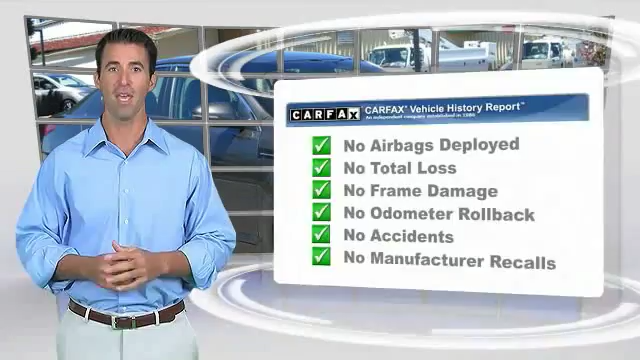 CARFAX CARFAX Vehicle History Report™
An independent company established in 1986
No Airbags Deployed
No Total Loss
No Frame Damage
No Odometer Rollback
No Accidents
No Manufacturer Recalls